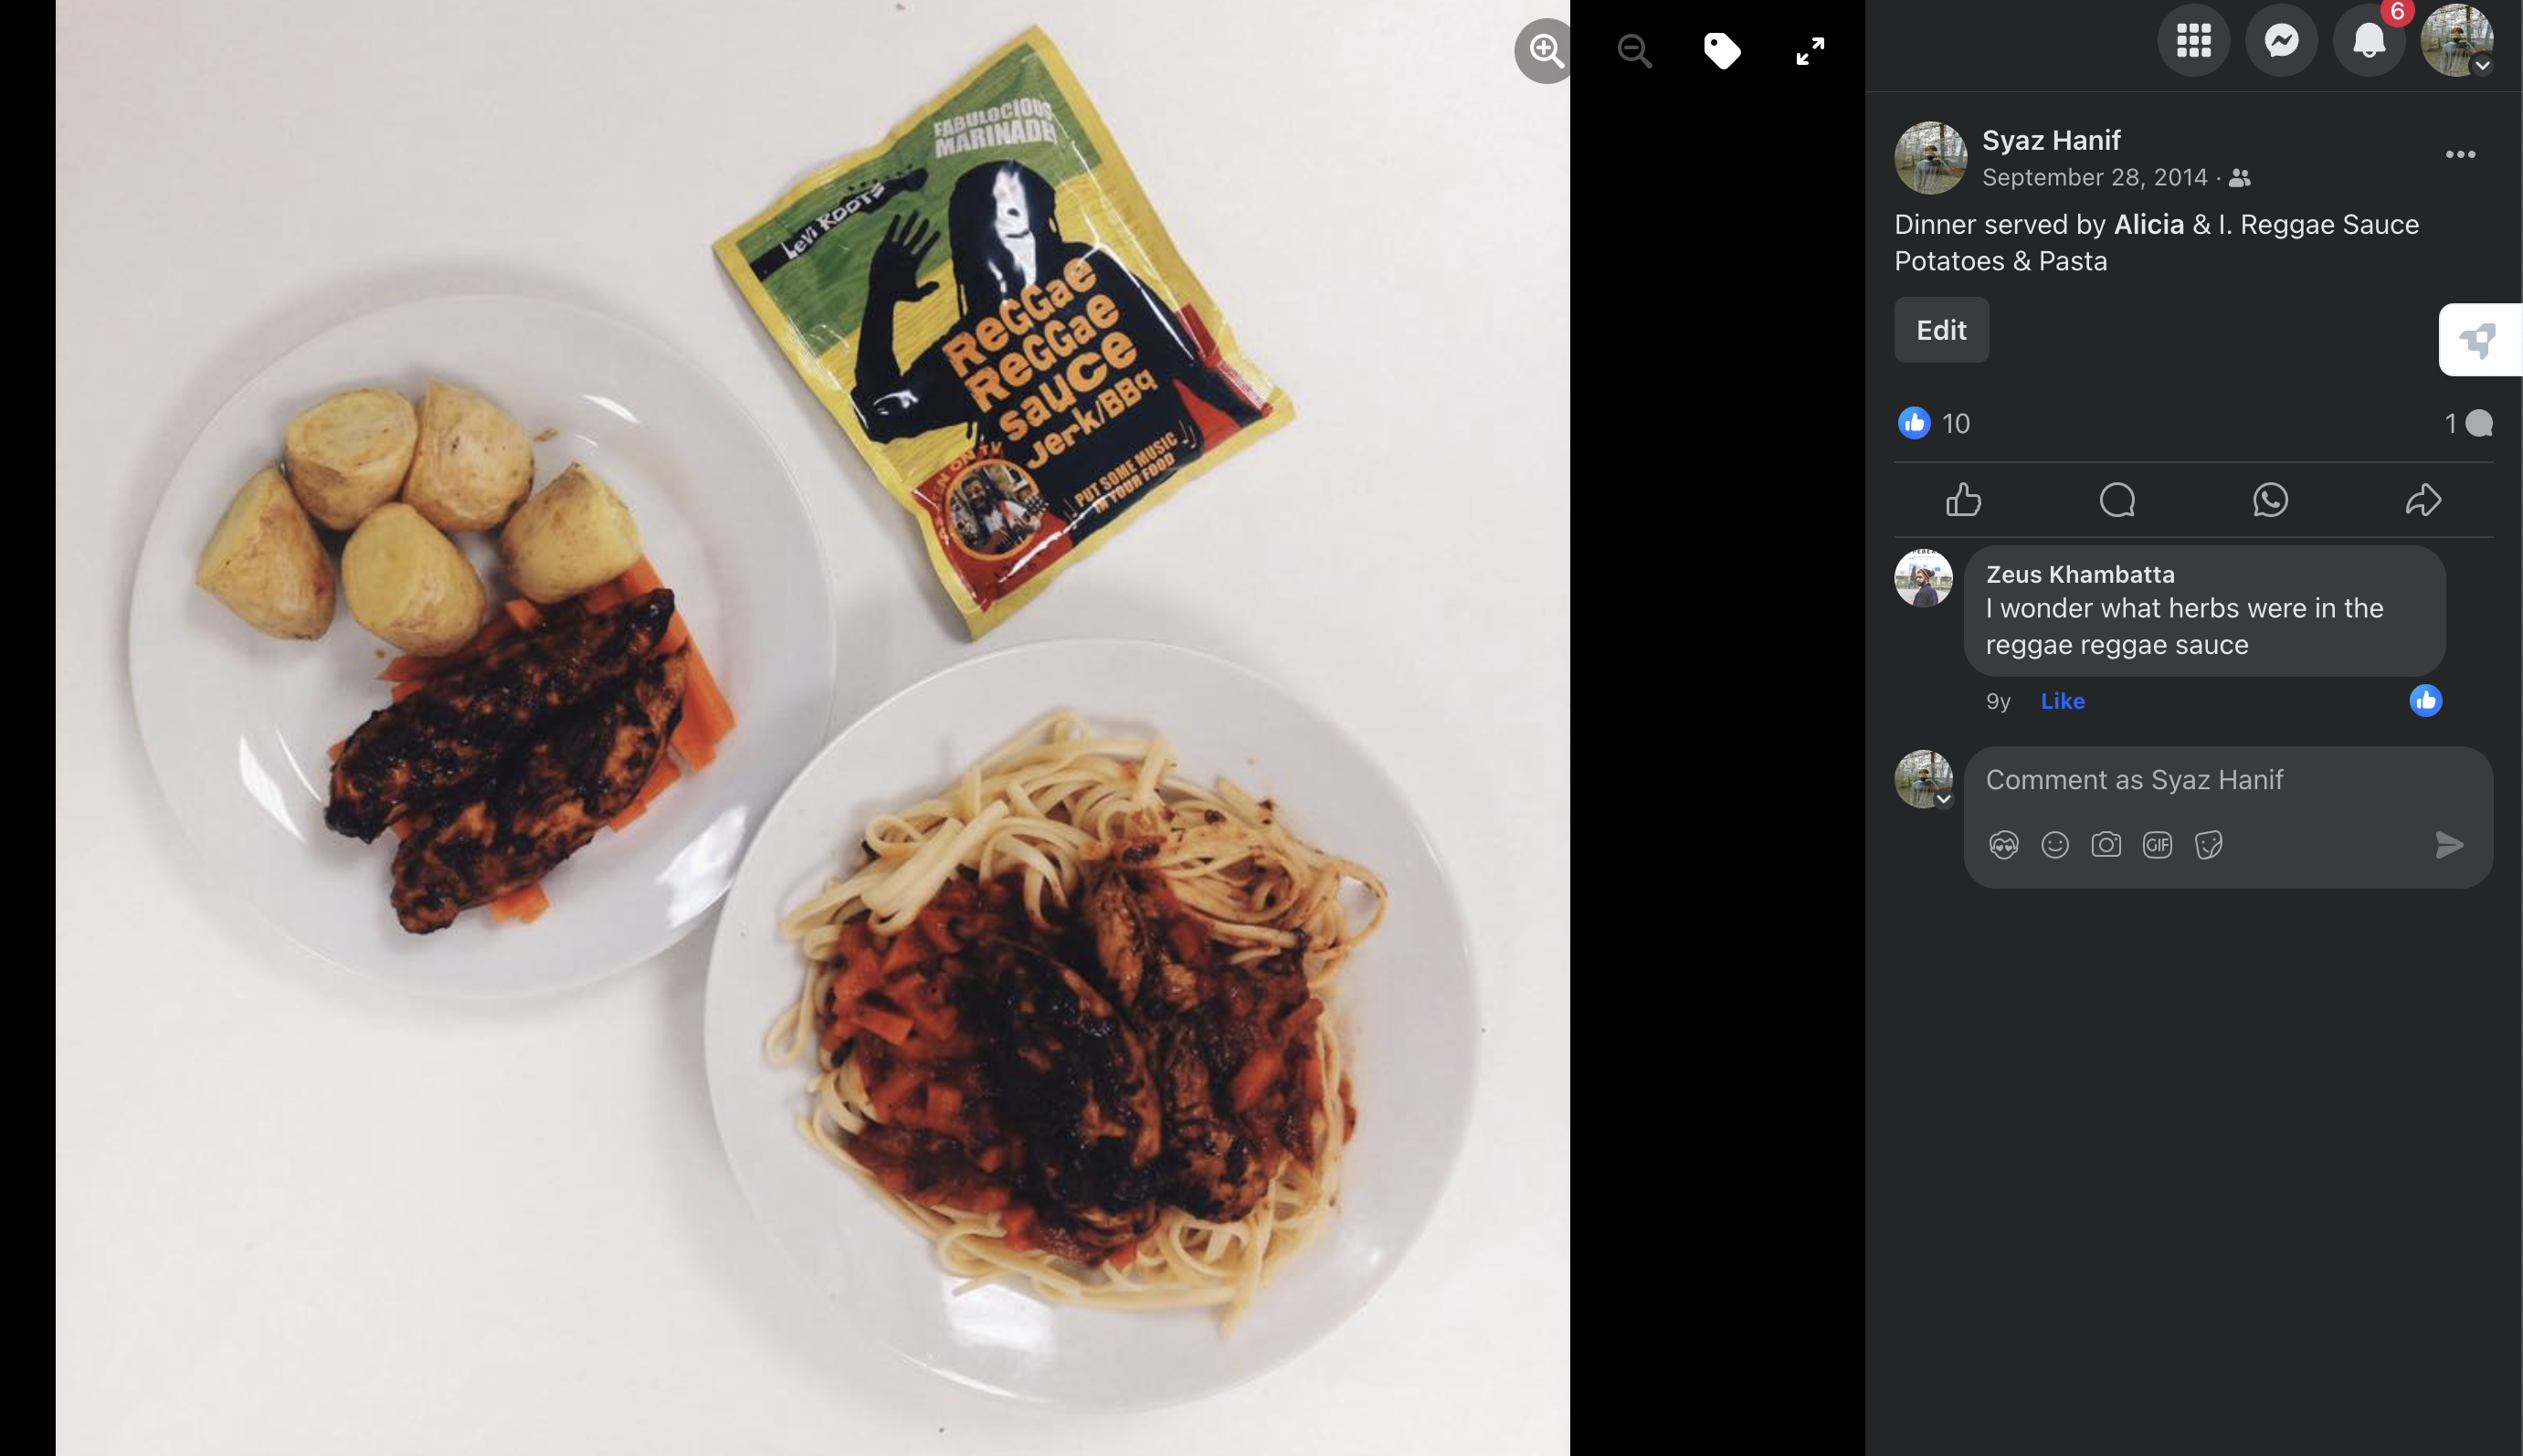 FABULOCIOUS
MARINADE!
LeVi ROOTS
ReGGae
ReGGae
sauce
Jerk/BBq
PUT SOME MUSIC
IN YOUR FOOD
ON TV
6
Syaz Hanif
September 28, 2014 ·
Dinner served by Alicia & I. Reggae Sauce
Potatoes & Pasta
Edit
10
1
Zeus Khambatta
I wonder what herbs were in the
reggae reggae sauce
9y Like
Comment as Syaz Hanif
GIF